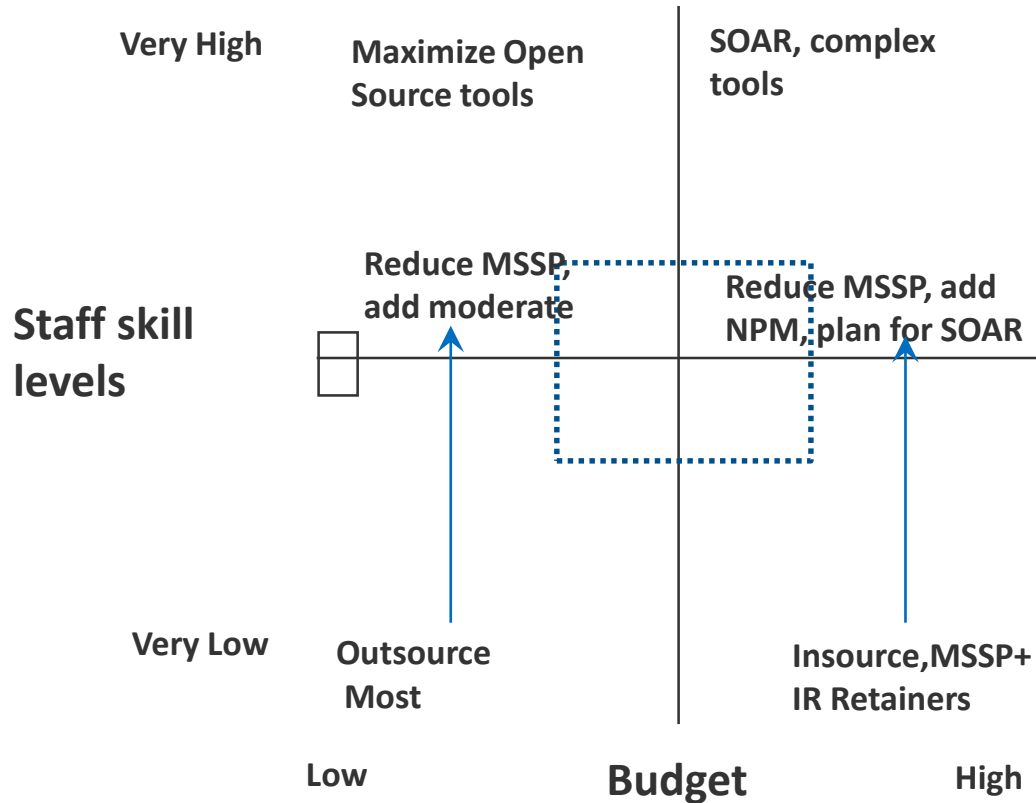 Very High
Maximize Open
Source tools
SOAR, complex
tools
Reduce MSSP,
add moderate
Reduce MSSP, add
NPM, plan for SOAR
Staff skill
levels
Very Low
Outsource
Most
Insource,MSSP+
IR Retainers
Low
Budget
High